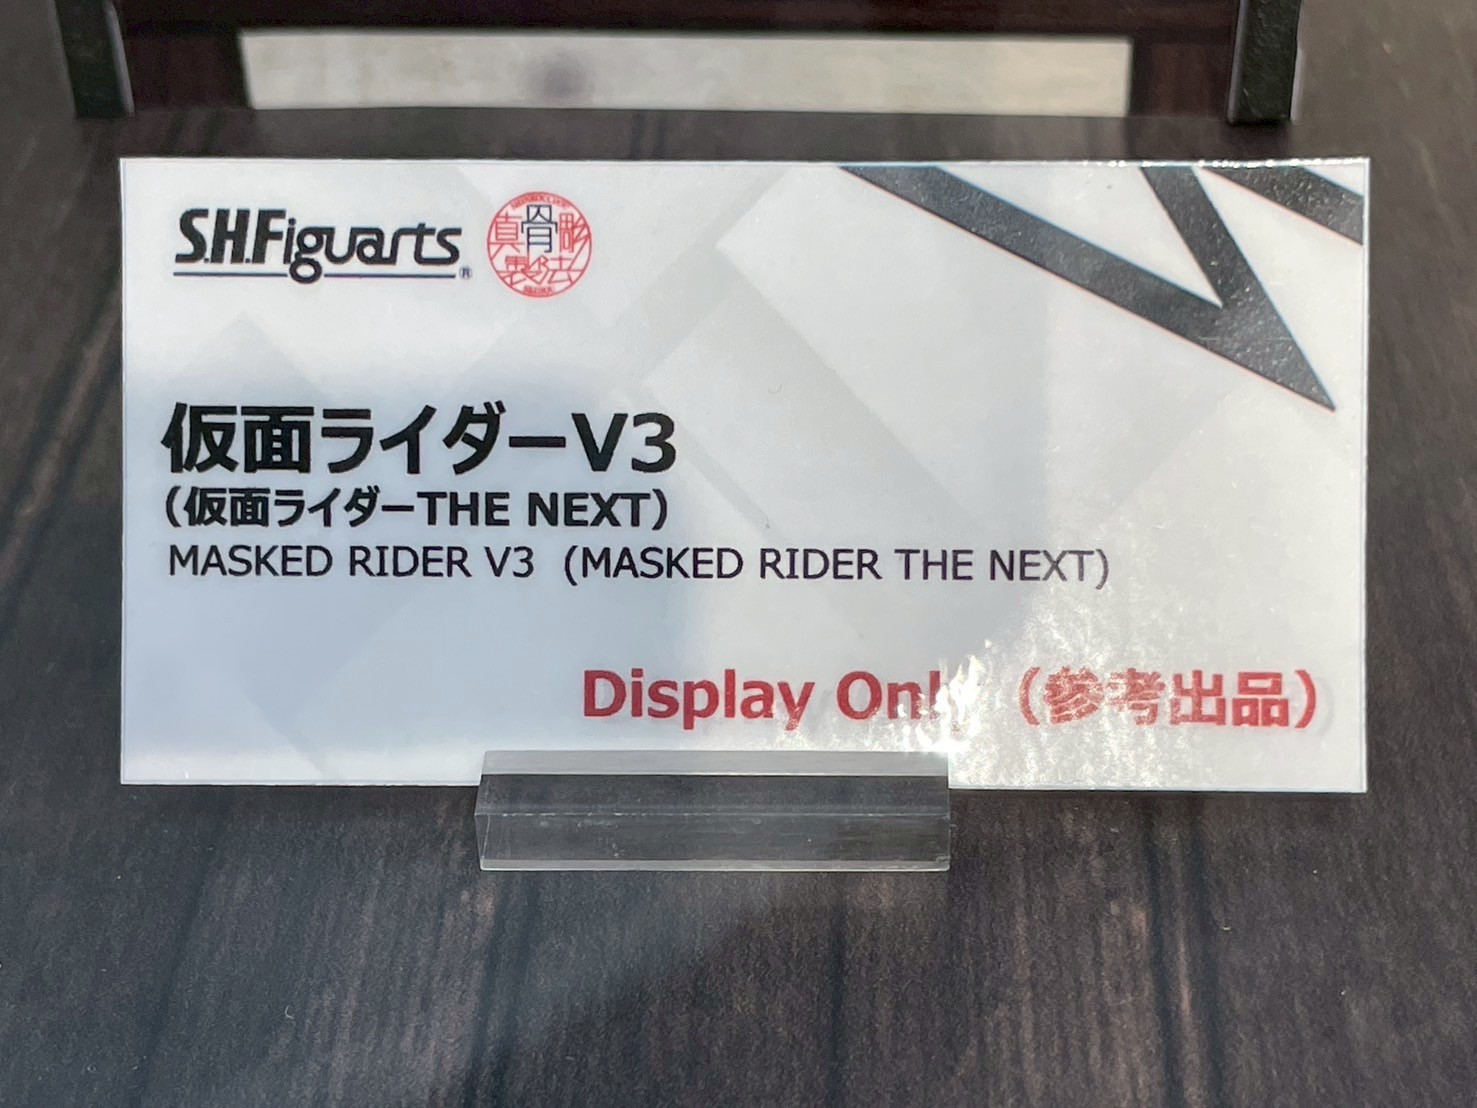 S.H.Figuarts®
真骨彫
製法
仮面ライダーV3
（仮面ライダーTHE NEXT）
MASKED RIDER V3 (MASKED RIDER THE NEXT)
Display Only （参考出品）